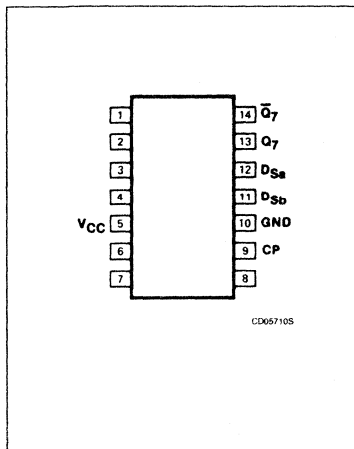 1 14 Q̅7
2 13 Q7
3 12 DSa
4 11 DSb
VCC 5 10 GND
6 9 CP
7 8
CD05710S